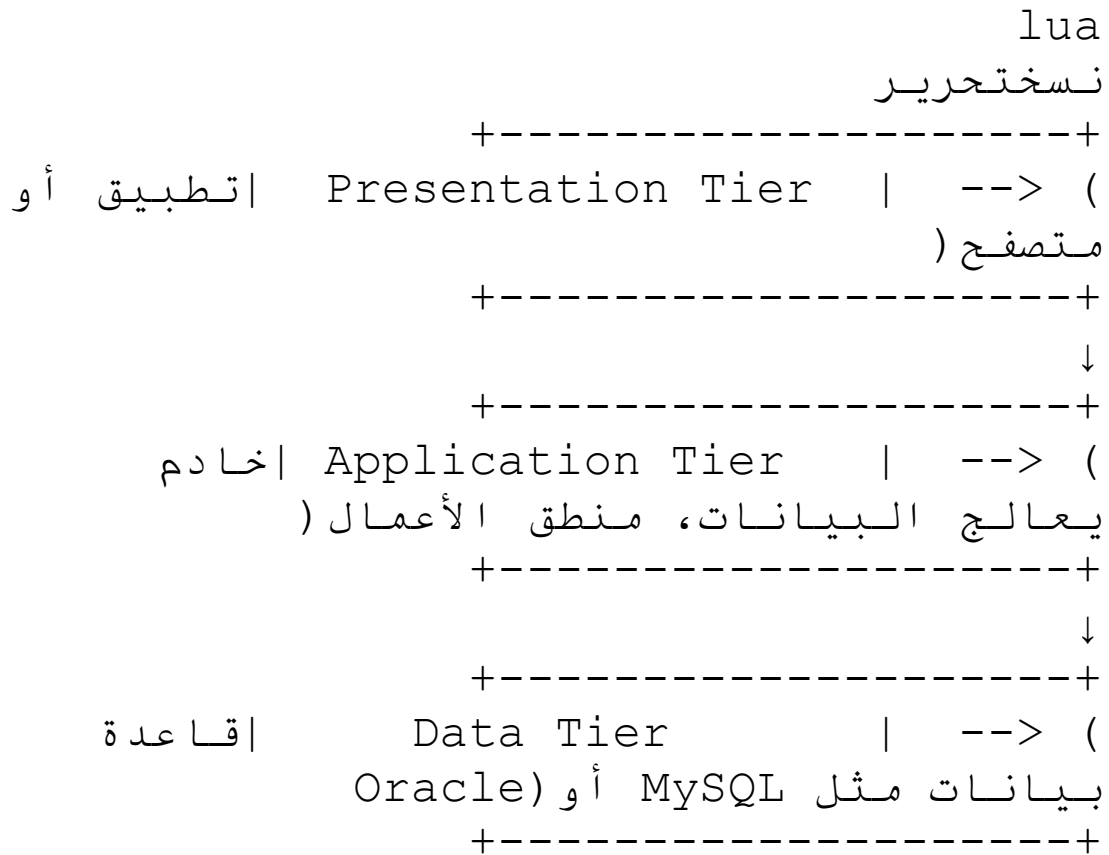 lua
نسختحرير
+--------------------+
| Presentation Tier | --> (تطبيق أو
متصفح)
+--------------------+
↓
+--------------------+
| Application Tier | --> (خادم
يعالج البيانات، منطق الأعمال)
+--------------------+
↓
+--------------------+
| Data Tier | --> (قاعدة
بيانات مثل MySQL أو Oracle)
+--------------------+